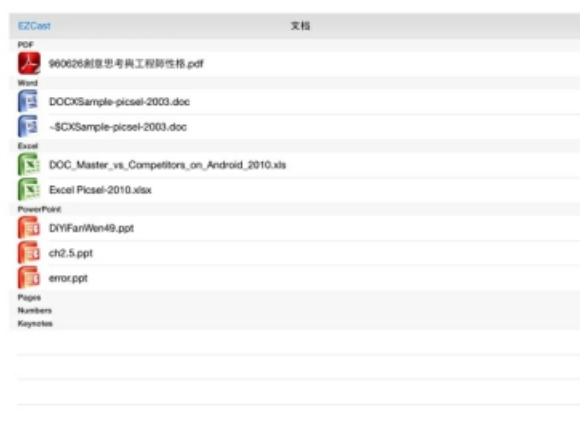 EZCast
文档
PDF
960626創意思考與工程師性格.pdf
Word
DOCXSample-picsel-2003.doc
~$CXSample-picsel-2003.doc
Excel
DOC_Master_vs_Competitors_on_Android_2010.xls
Excel Picsel-2010.xlsx
PowerPoint
DiYiFanWen49.ppt
ch2.5.ppt
error.ppt
Pages
Numbers
Keynotes